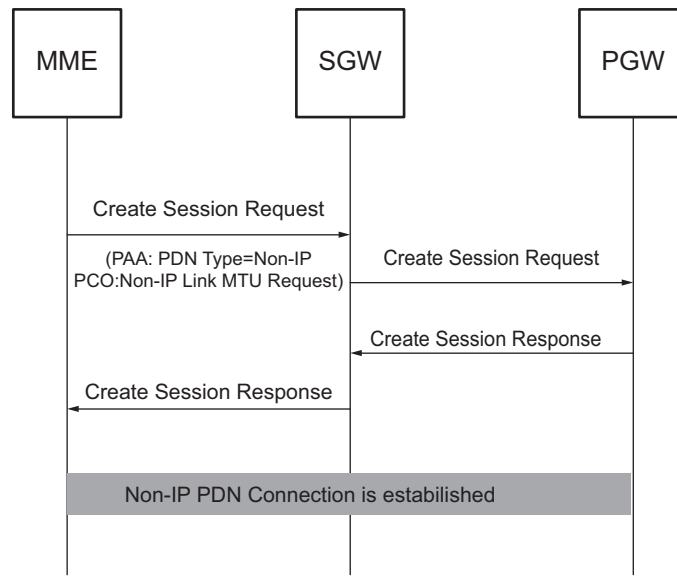 MME
SGW
PGW
Create Session Request
(PAA: PDN Type=Non-IP
PCO:Non-IP Link MTU Request)
Create Session Request
Create Session Response
Create Session Response
Non-IP PDN Connection is estabilished